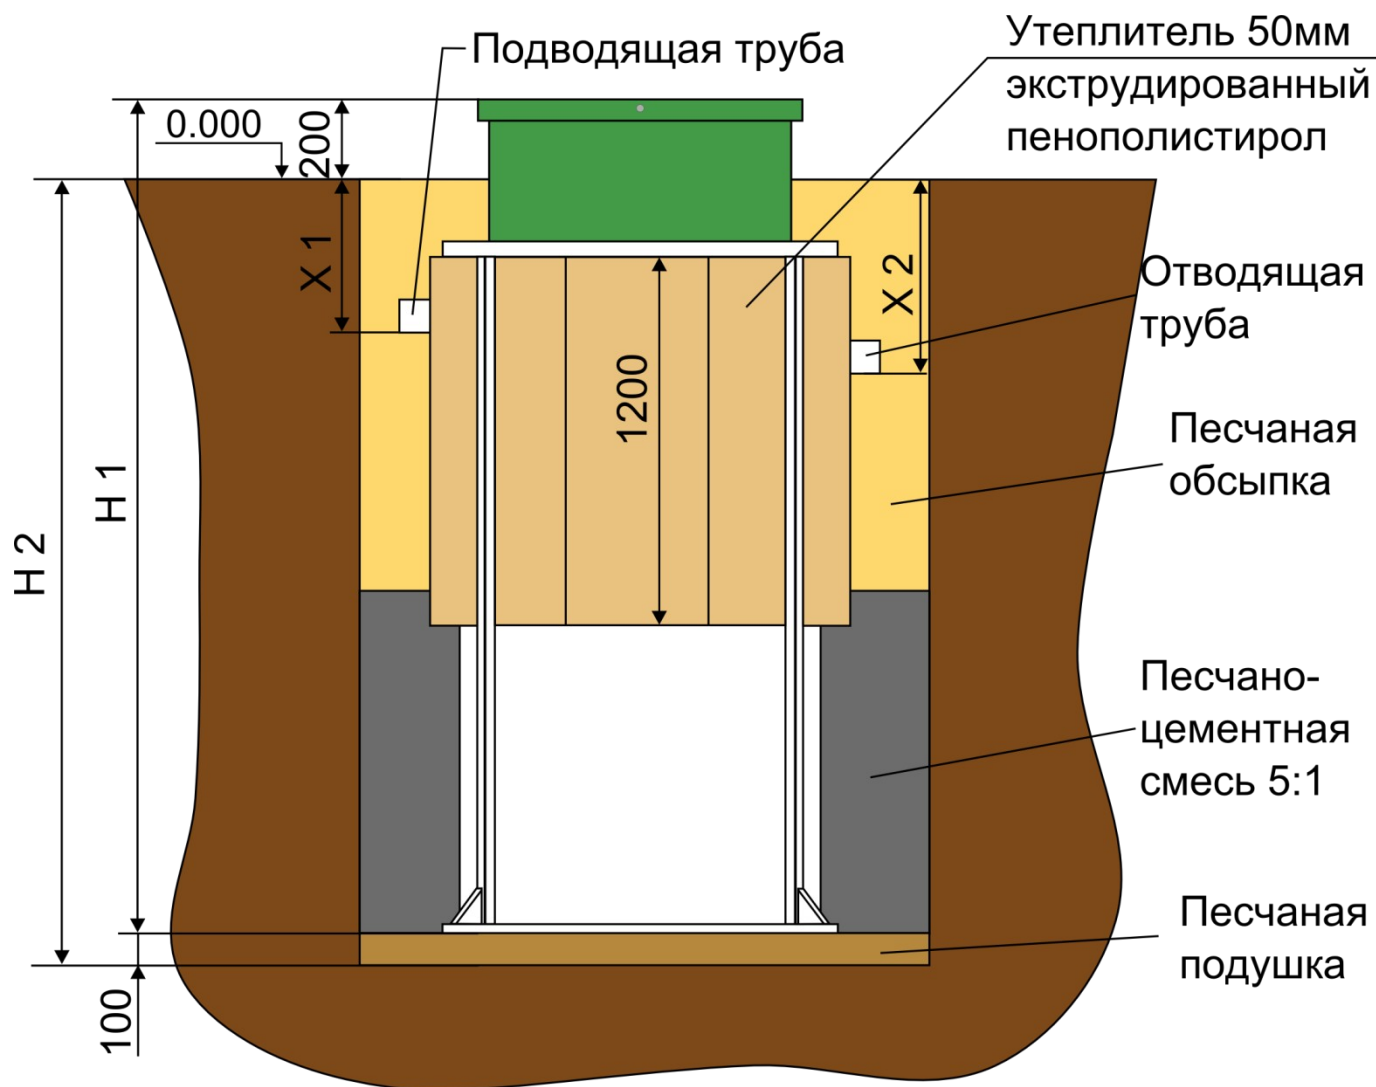 Подводящая труба
Утеплитель 50мм
экструдированный
пенополистирол
0.000
200
X 1
X 2
Отводящая
труба
1200
Песчаная
обсыпка
H 1
H 2
Песчано-
цементная
смесь 5:1
Песчаная
подушка
100